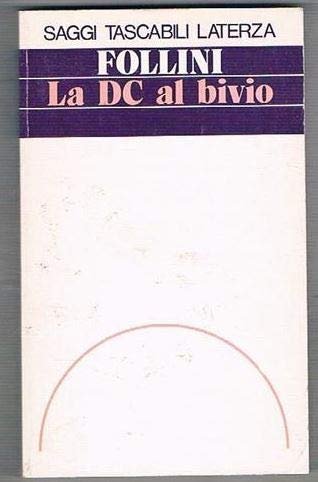 SAGGI TASCABILI LATERZA
FOLLINI
La DC al bivio